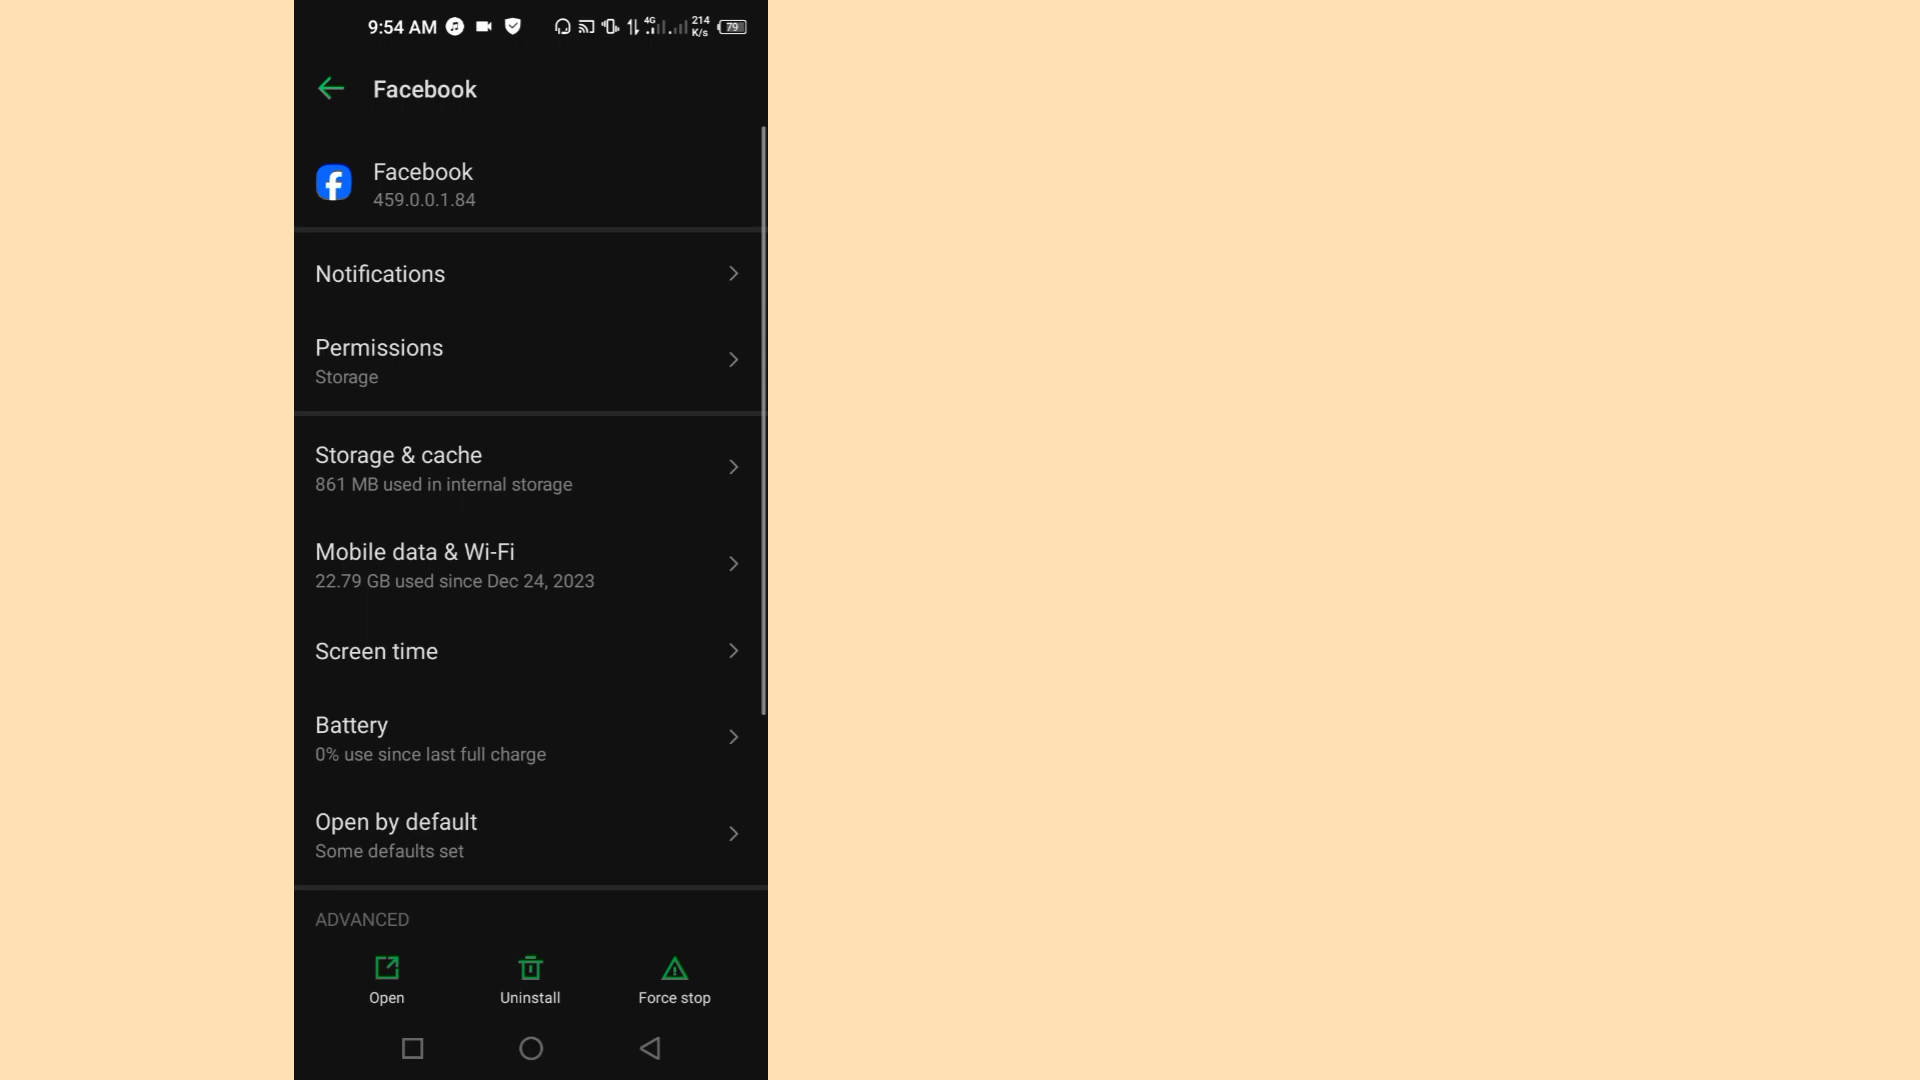 9:54 AM 4G 214 K/s 79
Facebook
Facebook
459.0.0.1.84
Notifications
Permissions
Storage
Storage & cache
861 MB used in internal storage
Mobile data & Wi-Fi
22.79 GB used since Dec 24, 2023
Screen time
Battery
0% use since last full charge
Open by default
Some defaults set
ADVANCED
Open Uninstall Force stop